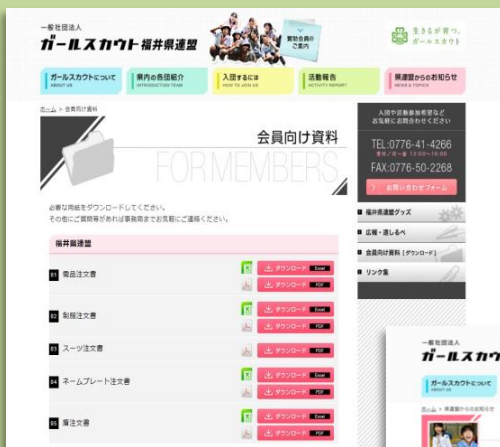 一般社団法人
ガールスカウト福井県連盟
賛助会員の
ご案内
生きるが育つ。
ガールスカウト
ガールスカウトについて
ABOUT US
県内の各団紹介
INTRODUCTION TEAM
入団するには
HOW TO JOIN US
活動報告
ACTIVITY REPORT
県連盟からのお知らせ
NEWS & TOPICS
ホーム > 会員向け資料
会員向け資料
FOR MEMBERS
必要な用紙をダウンロードしてください。
その他にご質問等があれば事務局までお気軽にご連絡ください。
福井県連盟
01 需品注文書
ダウンロード Excel
ダウンロード PDF
02 制服注文書
ダウンロード Excel
ダウンロード PDF
03 スーツ注文書
ダウンロード PDF
04 ネームプレート注文書
ダウンロード Excel
ダウンロード PDF
05 盾注文書
ダウンロード Excel
ダウンロード PDF
入団や活動参加希望など
お気軽にお問合わせください
TEL:0776-41-4266
FAX:0776-50-2268
お問い合わせフォーム
福井県連盟グッズ
広報・道しるべ
会員向け資料 [ダウンロード]
リンク集
一般社団法人
ガールスカウ
ガールスカウトについて
ABOUT US
ホーム > 県連盟からのお知らせ